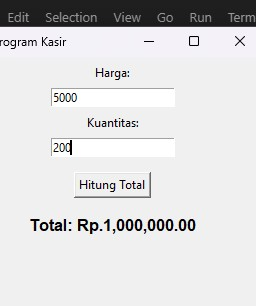 Edit Selection View Go Run Term
rogram Kasir
Harga:
5000
Kuantitas:
200
Hitung Total
Total: Rp.1,000,000.00